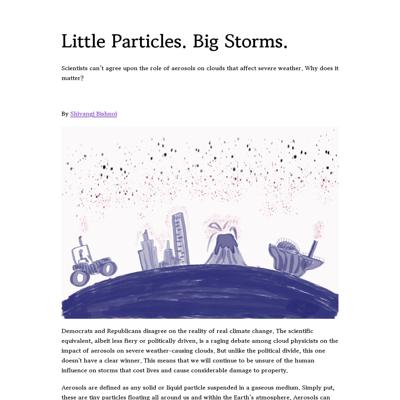 Little Particles. Big Storms.
Scientists can't agree upon the role of aerosols on clouds that affect severe weather. Why does it
matter?
By Shivangi Bishnoi
Democrats and Republicans disagree on the reality of real climate change. The scientific
equivalent, albeit less fiery or politically driven, is a raging debate among cloud physicists on the
impact of aerosols on severe weather-causing clouds. But unlike the political divide, this one
doesn't have a clear winner. This means that we will continue to be unsure of the human
influence on storms that cost lives and cause considerable damage to property.
Aerosols are defined as any solid or liquid particle suspended in a gaseous medium. Simply put,
these are tiny particles floating all around us and within the Earth's atmosphere. Aerosols can